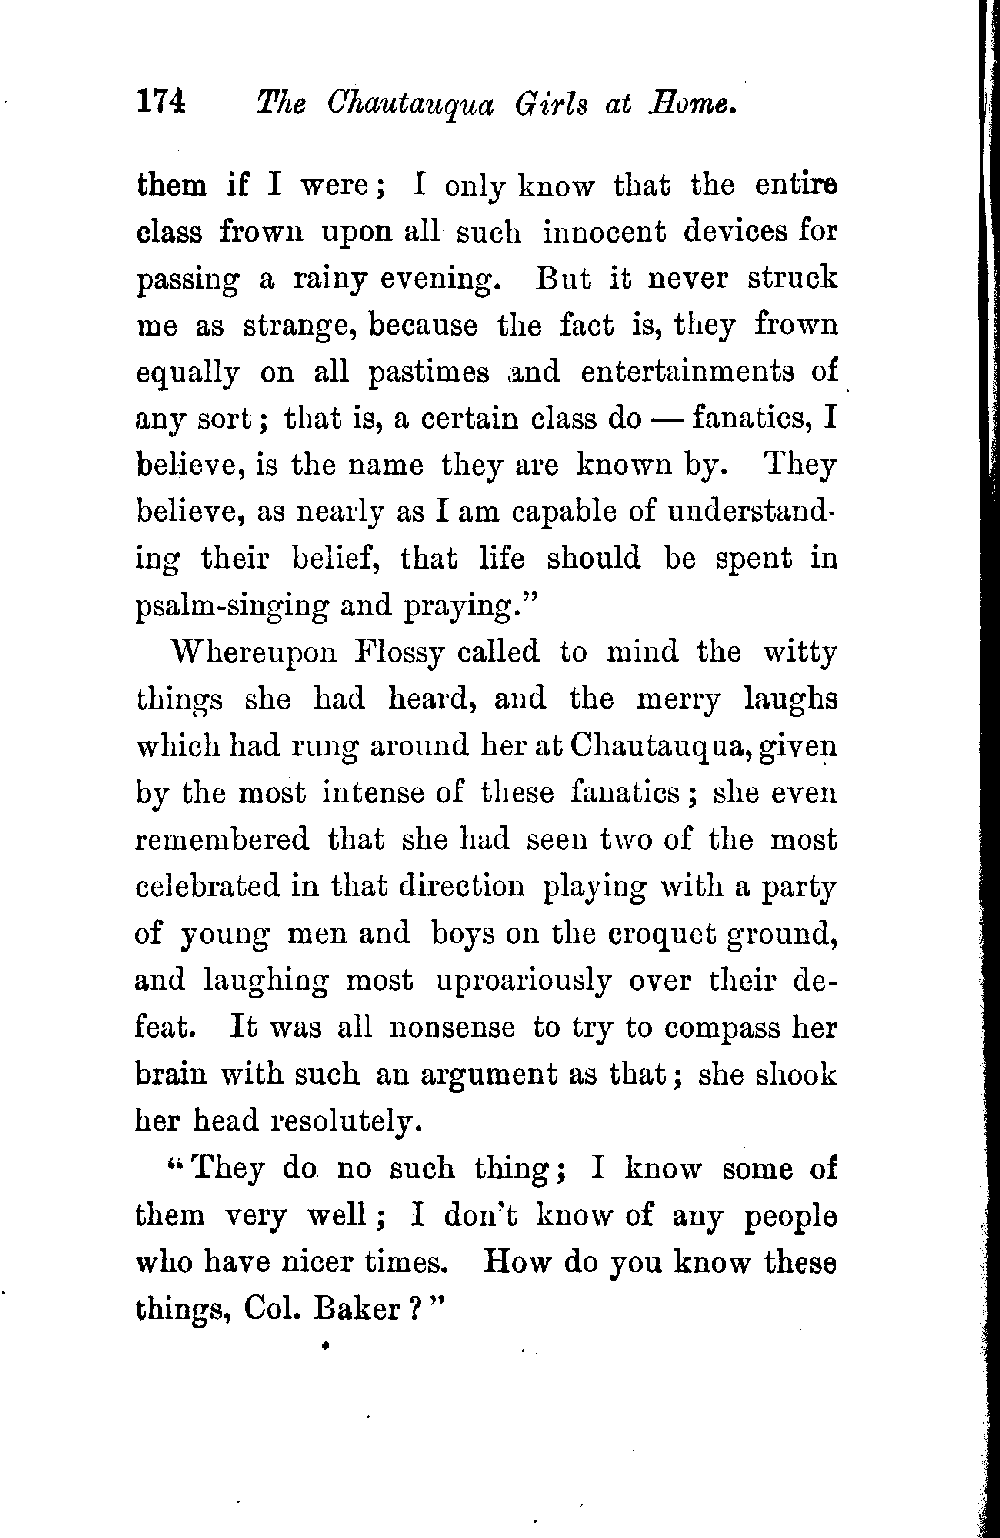 174 The Chautauqua Girls at Home.
them if I were; I only know that the entire
class frown upon all such innocent devices for
passing a rainy evening. But it never struck
me as strange, because the fact is, they frown
equally on all pastimes and entertainments of
any sort; that is, a certain class do — fanatics, I
believe, is the name they are known by. They
believe, as nearly as I am capable of understand-
ing their belief, that life should be spent in
psalm-singing and praying."
Whereupon Flossy called to mind the witty
things she had heard, and the merry laughs
which had rung around her at Chautauqua, given
by the most intense of these fanatics; she even
remembered that she had seen two of the most
celebrated in that direction playing with a party
of young men and boys on the croquet ground,
and laughing most uproariously over their de-
feat. It was all nonsense to try to compass her
brain with such an argument as that; she shook
her head resolutely.
"They do no such thing; I know some of
them very well; I don't know of any people
who have nicer times. How do you know these
things, Col. Baker?"